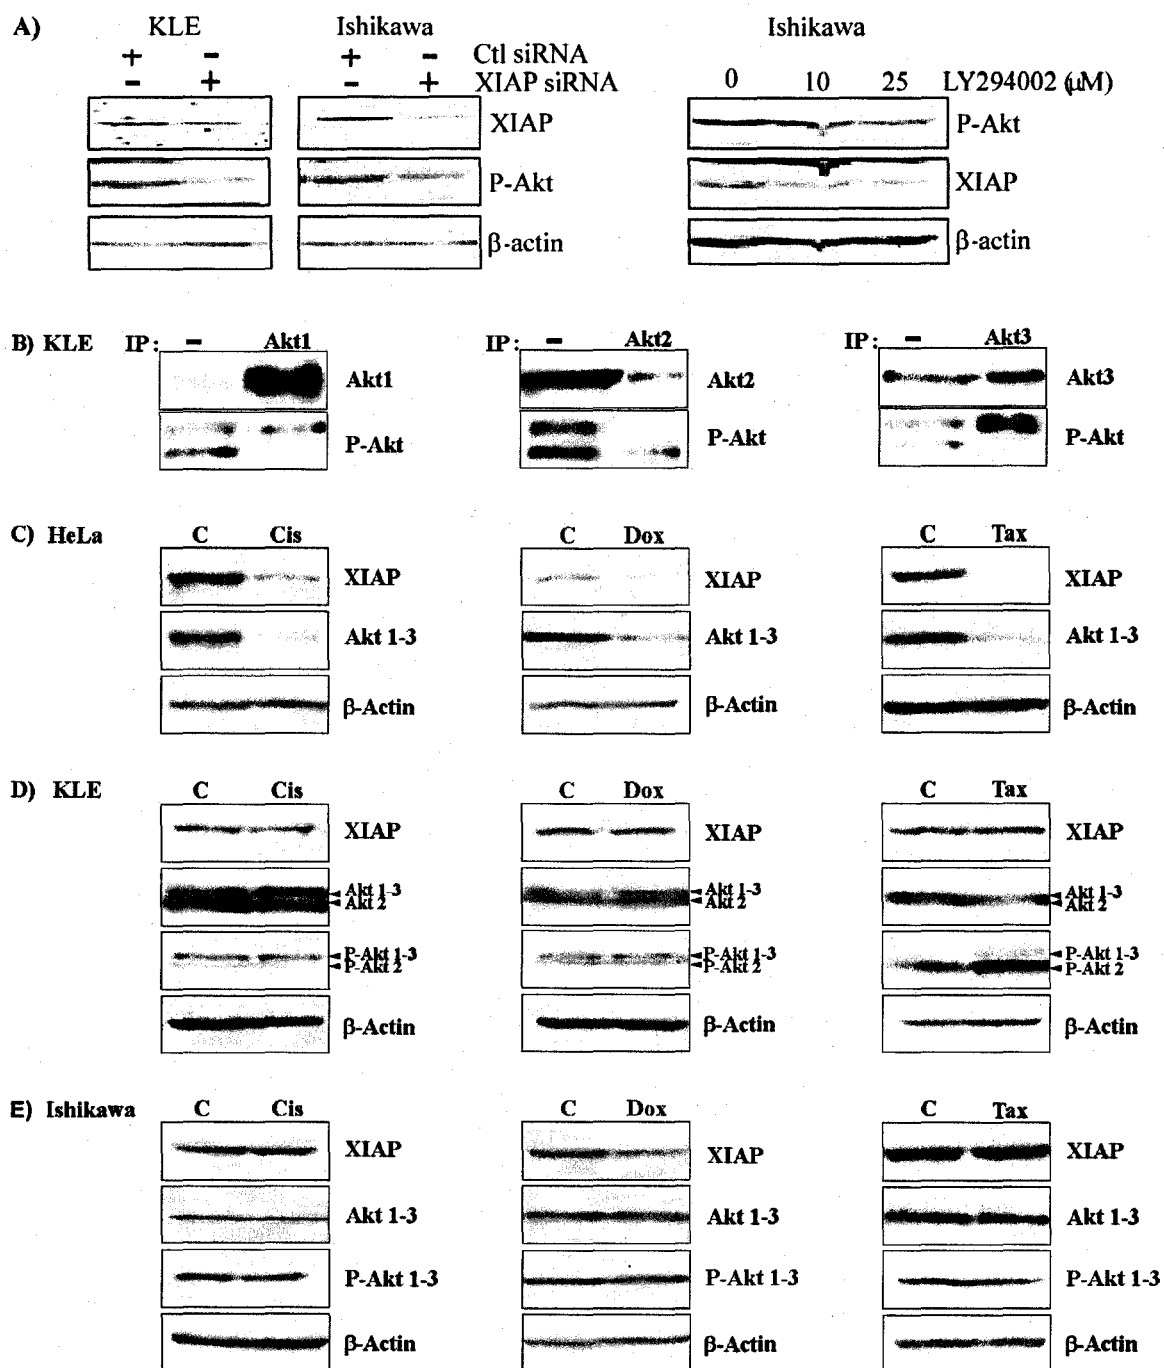 A) KLE Ishikawa Ishikawa
+ − + − Ctl siRNA
− + − + XIAP siRNA 0 10 25 LY294002 (μM)
XIAP P-Akt
P-Akt XIAP
β-actin β-actin
B) KLE IP: − Akt1 IP: − Akt2 IP: − Akt3
Akt1 Akt2 Akt3
P-Akt P-Akt P-Akt
C) HeLa C Cis C Dox C Tax
XIAP XIAP XIAP
Akt 1-3 Akt 1-3 Akt 1-3
β-Actin β-Actin β-Actin
D) KLE C Cis C Dox C Tax
XIAP XIAP XIAP
Akt 1-3 Akt 1-3 Akt 1-3
Akt 2 Akt 2 Akt 2
P-Akt 1-3 P-Akt 1-3 P-Akt 1-3
P-Akt 2 P-Akt 2 P-Akt 2
β-Actin β-Actin β-Actin
E) Ishikawa C Cis C Dox C Tax
XIAP XIAP XIAP
Akt 1-3 Akt 1-3 Akt 1-3
P-Akt 1-3 P-Akt 1-3 P-Akt 1-3
β-Actin β-Actin β-Actin